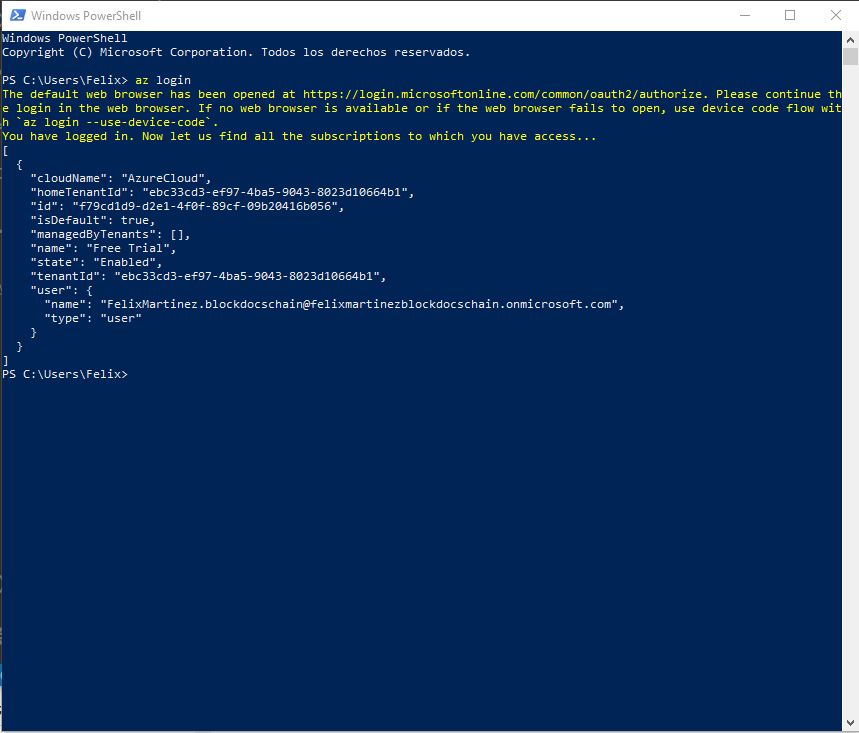 Windows PowerShell
Windows PowerShell
Copyright (C) Microsoft Corporation. Todos los derechos reservados.
PS C:\Users\Felix> az login
The default web browser has been opened at https://login.microsoftonline.com/common/oauth2/authorize. Please continue th
e login in the web browser. If no web browser is available or if the web browser fails to open, use device code flow wit
h `az login --use-device-code`.
You have logged in. Now let us find all the subscriptions to which you have access...
[
  {
    "cloudName": "AzureCloud",
    "homeTenantId": "ebc33cd3-ef97-4ba5-9043-8023d10664b1",
    "id": "f79cd1d9-d2e1-4f0f-89cf-09b20416b056",
    "isDefault": true,
    "managedByTenants": [],
    "name": "Free Trial",
    "state": "Enabled",
    "tenantId": "ebc33cd3-ef97-4ba5-9043-8023d10664b1",
    "user": {
      "name": "FelixMartinez.blockdocschain@felixmartinezblockdocschain.onmicrosoft.com",
      "type": "user"
    }
  }
]
PS C:\Users\Felix>